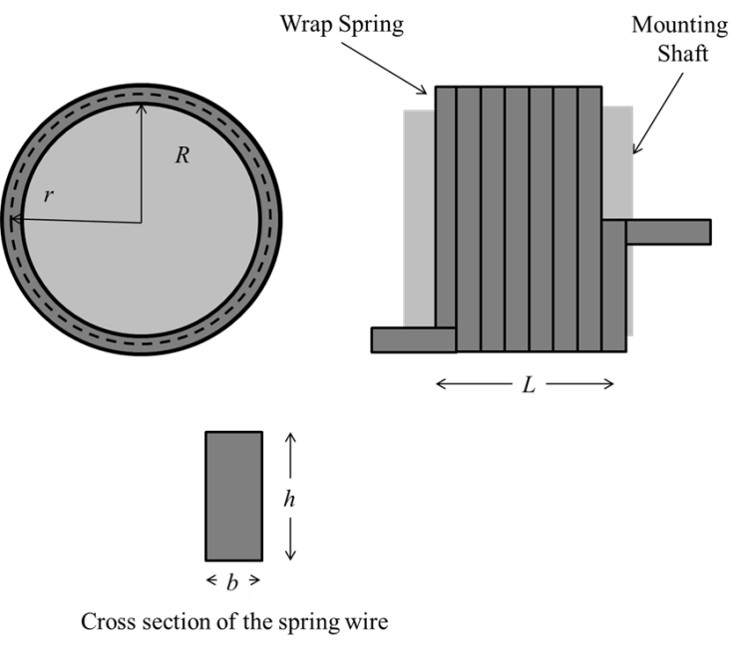 Wrap Spring
Mounting
Shaft
R
r
L
h
b
Cross section of the spring wire